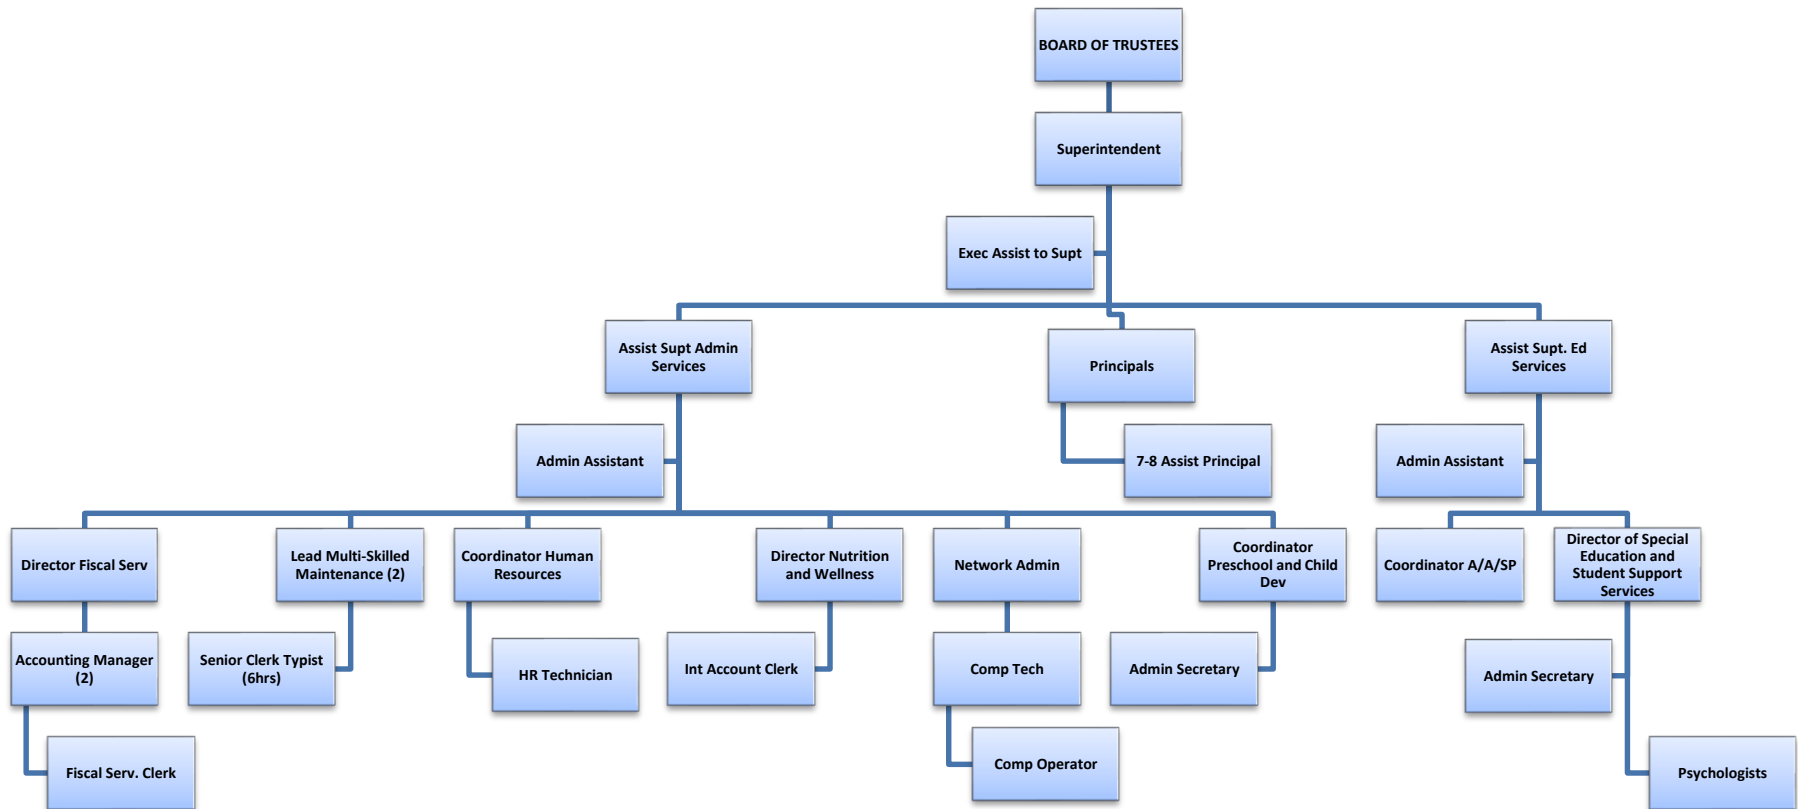 BOARD OF TRUSTEES
Superintendent
Exec Assist to Supt
Assist Supt Admin
Services
Principals
Assist Supt. Ed
Services
Admin Assistant
7-8 Assist Principal
Admin Assistant
Director Fiscal Serv
Lead Multi-Skilled
Maintenance (2)
Coordinator Human
Resources
Director Nutrition
and Wellness
Network Admin
Coordinator
Preschool and Child
Dev
Coordinator A/A/SP
Director of Special
Education and
Student Support
Services
Accounting Manager
(2)
Senior Clerk Typist
(6hrs)
HR Technician
Int Account Clerk
Comp Tech
Admin Secretary
Admin Secretary
Fiscal Serv. Clerk
Comp Operator
Psychologists